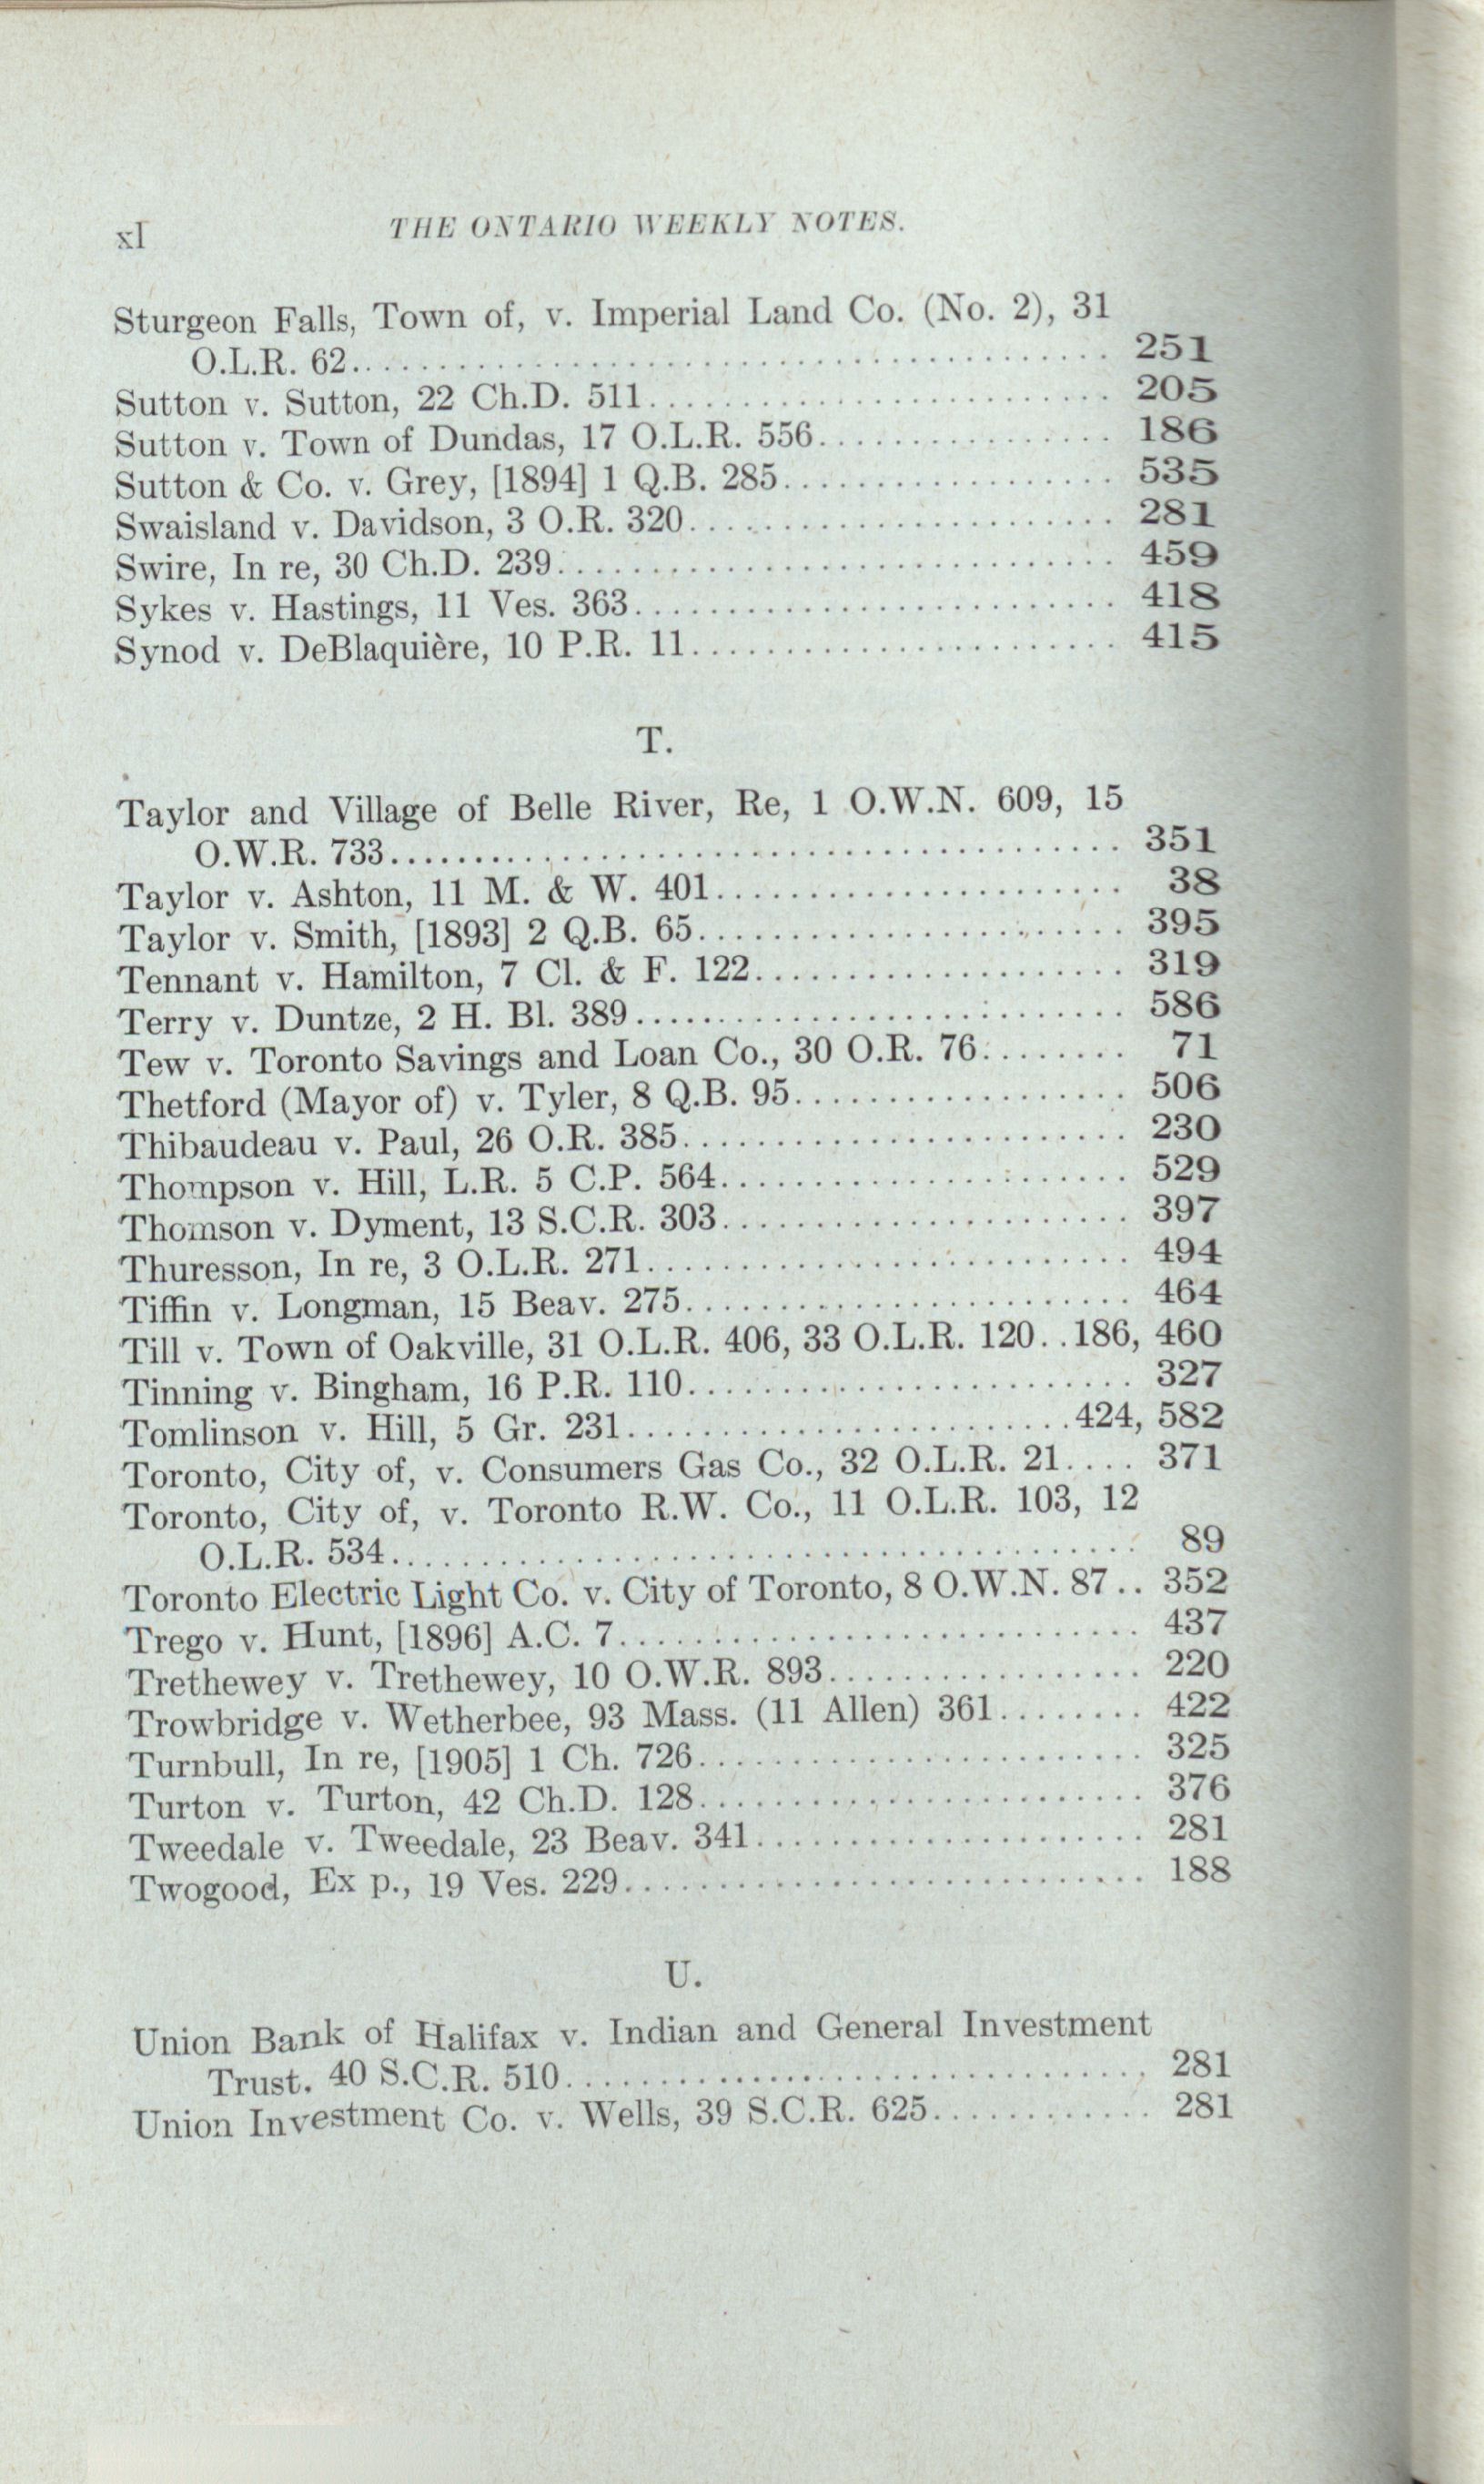 xl
THE ONTARIO WEEKLY NOTES.
Sturgeon Falls, Town of, v. Imperial Land Co. (No. 2), 31
O.L.R. 62.......... 251
Sutton v. Sutton, 22 Ch.D. 511.......... 205
Sutton v. Town of Dundas, 17 O.L.R. 556.......... 186
Sutton & Co. v. Grey, [1894] 1 Q.B. 285.......... 535
Swaisland v. Davidson, 3 O.R. 320.......... 281
Swire, In re, 30 Ch.D. 239.......... 459
Sykes v. Hastings, 11 Ves. 363.......... 418
Synod v. DeBlaquière, 10 P.R. 11.......... 415
T.
Taylor and Village of Belle River, Re, 1 O.W.N. 609, 15
O.W.R. 733.......... 351
Taylor v. Ashton, 11 M. & W. 401.......... 38
Taylor v. Smith, [1893] 2 Q.B. 65.......... 395
Tennant v. Hamilton, 7 Cl. & F. 122.......... 319
Terry v. Duntze, 2 H. Bl. 389.......... 586
Tew v. Toronto Savings and Loan Co., 30 O.R. 76........ 71
Thetford (Mayor of) v. Tyler, 8 Q.B. 95.......... 506
Thibaudeau v. Paul, 26 O.R. 385.......... 230
Thompson v. Hill, L.R. 5 C.P. 564.......... 529
Thomson v. Dyment, 13 S.C.R. 303.......... 397
Thuresson, In re, 3 O.L.R. 271.......... 494
Tiffin v. Longman, 15 Beav. 275.......... 464
Till v. Town of Oakville, 31 O.L.R. 406, 33 O.L.R. 120..186, 460
Tinning v. Bingham, 16 P.R. 110.......... 327
Tomlinson v. Hill, 5 Gr. 231..........424, 582
Toronto, City of, v. Consumers Gas Co., 32 O.L.R. 21.... 371
Toronto, City of, v. Toronto R.W. Co., 11 O.L.R. 103, 12
O.L.R. 534.......... 89
Toronto Electric Light Co. v. City of Toronto, 8 O.W.N. 87.. 352
Trego v. Hunt, [1896] A.C. 7.......... 437
Trethewey v. Trethewey, 10 O.W.R. 893.......... 220
Trowbridge v. Wetherbee, 93 Mass. (11 Allen) 361........ 422
Turnbull, In re, [1905] 1 Ch. 726.......... 325
Turton v. Turton, 42 Ch.D. 128.......... 376
Tweedale v. Tweedale, 23 Beav. 341.......... 281
Twogood, Ex p., 19 Ves. 229.......... 188
U.
Union Bank of Halifax v. Indian and General Investment
Trust. 40 S.C.R. 510.......... 281
Union Investment Co. v. Wells, 39 S.C.R. 625.......... 281